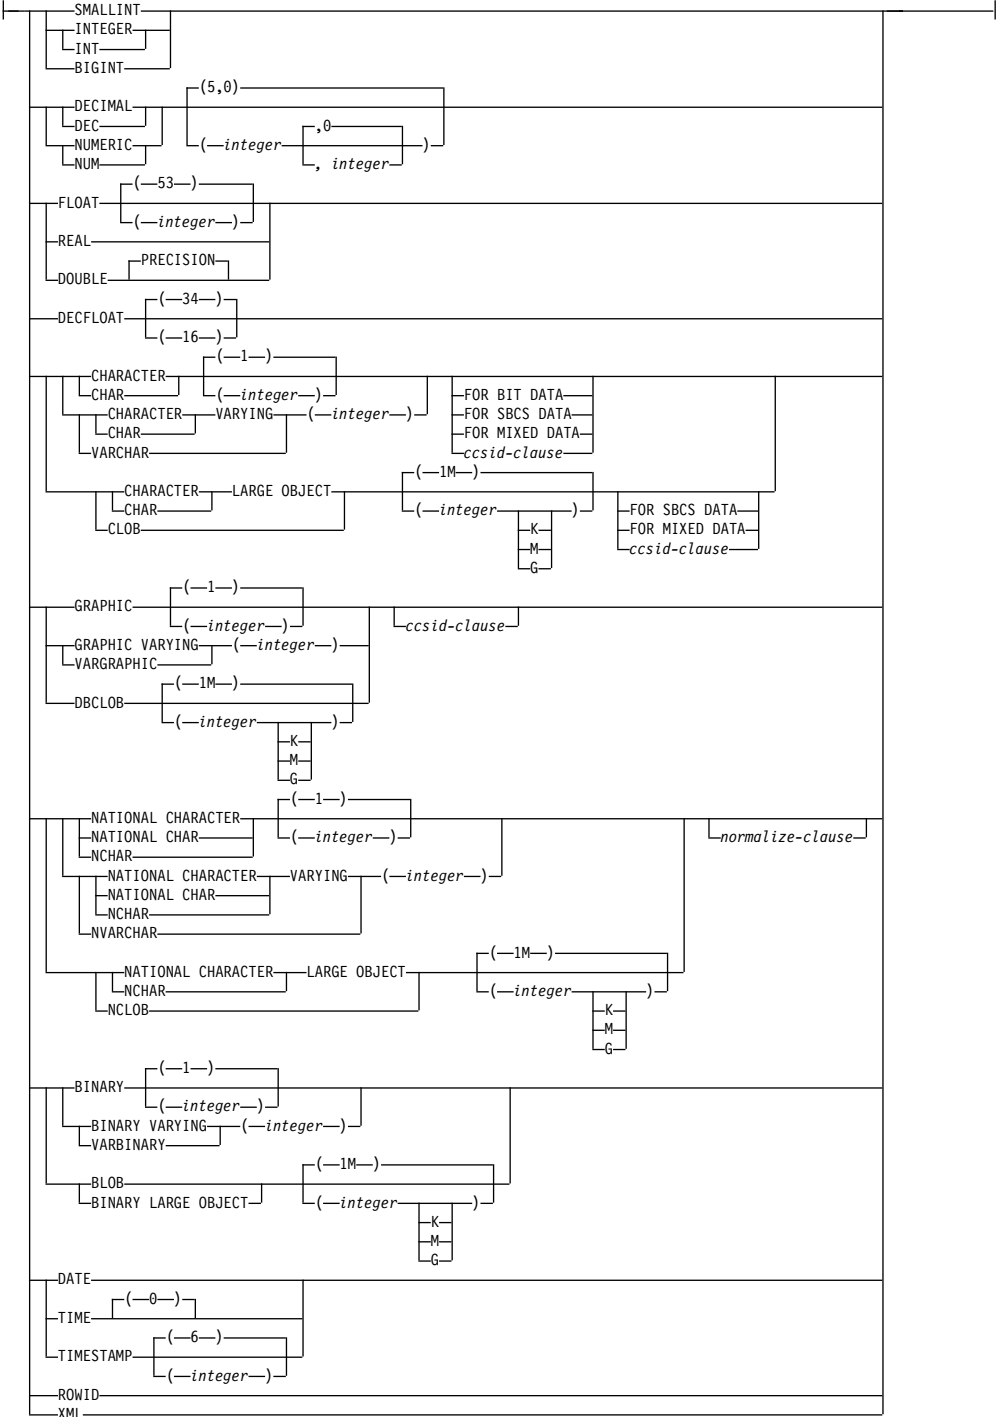 SMALLINT
INTEGER
INT
BIGINT
(5,0)
DECIMAL
DEC ,0
NUMERIC ( integer )
NUM , integer
( 53 )
FLOAT
( integer )
REAL
PRECISION
DOUBLE
( 34 )
DECFLOAT
( 16 )
( 1 )
CHARACTER
CHAR ( integer ) FOR BIT DATA
CHARACTER VARYING ( integer ) FOR SBCS DATA
CHAR FOR MIXED DATA
VARCHAR ccsid-clause
( 1M )
CHARACTER LARGE OBJECT
CHAR ( integer ) FOR SBCS DATA
CLOB K FOR MIXED DATA
M ccsid-clause
G
( 1 )
GRAPHIC
( integer ) ccsid-clause
GRAPHIC VARYING ( integer )
VARGRAPHIC
( 1M )
DBCLOB
( integer )
K
M
G
( 1 )
NATIONAL CHARACTER
NATIONAL CHAR ( integer ) normalize-clause
NCHAR
NATIONAL CHARACTER VARYING ( integer )
NATIONAL CHAR
NCHAR
NVARCHAR
( 1M )
NATIONAL CHARACTER LARGE OBJECT
NCHAR ( integer )
NCLOB K
M
G
( 1 )
BINARY
( integer )
BINARY VARYING ( integer )
VARBINARY
( 1M )
BLOB
BINARY LARGE OBJECT ( integer )
K
M
G
DATE
( 0 )
TIME
( 6 )
TIMESTAMP
( integer )
ROWID
XML